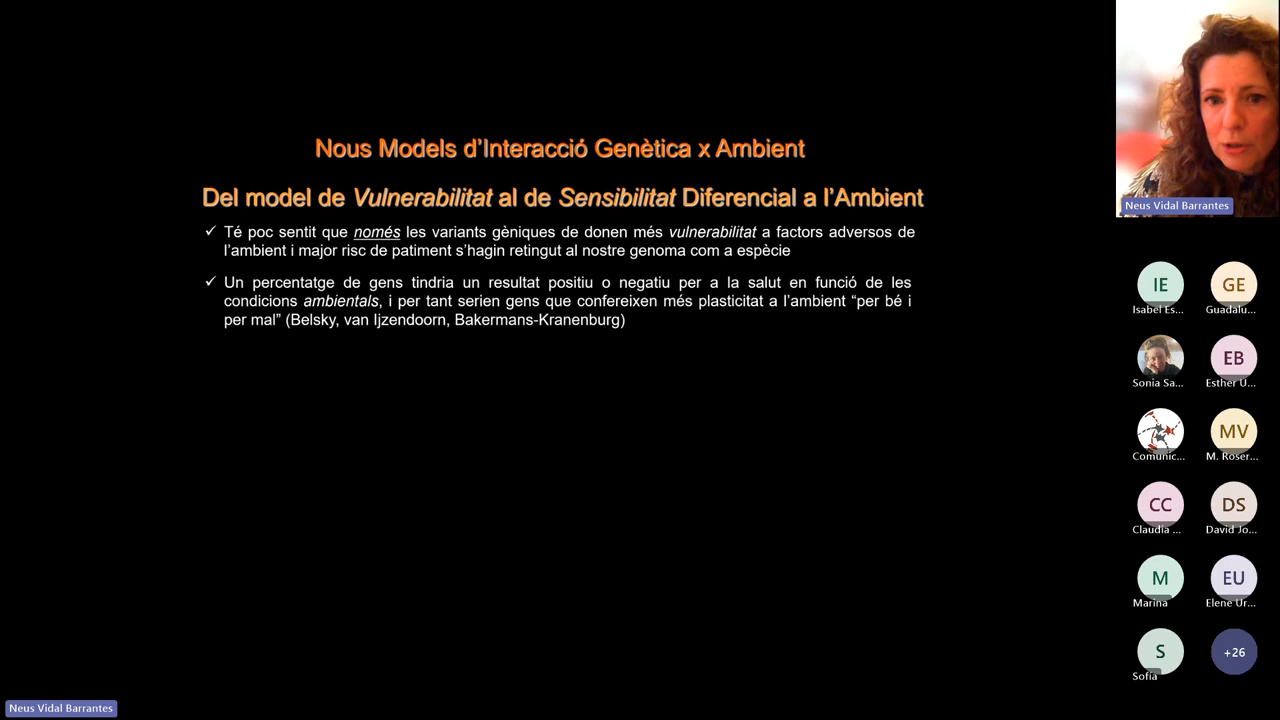 Nous Models d'Interacció Genètica x Ambient
Del model de Vulnerabilitat al de Sensibilitat Diferencial a l'Ambient
✓ Té poc sentit que només les variants gèniques de donen més vulnerabilitat a factors adversos de
l'ambient i major risc de patiment s'hagin retingut al nostre genoma com a espècie
✓ Un percentatge de gens tindria un resultat positiu o negatiu per a la salut en funció de les
condicions ambientals, i per tant serien gens que confereixen més plasticitat a l'ambient “per bé i
per mal” (Belsky, van Ijzendoorn, Bakermans-Kranenburg)
Neus Vidal Barrantes
IE
GE
Isabel Es...
Guadalu...
Sonia Sa...
EB
Esther U...
Comunic...
MV
M. Roser...
CC
DS
Claudia ...
David Jo...
M
EU
Marina
Elene Ur...
S
+26
Sofía
Neus Vidal Barrantes